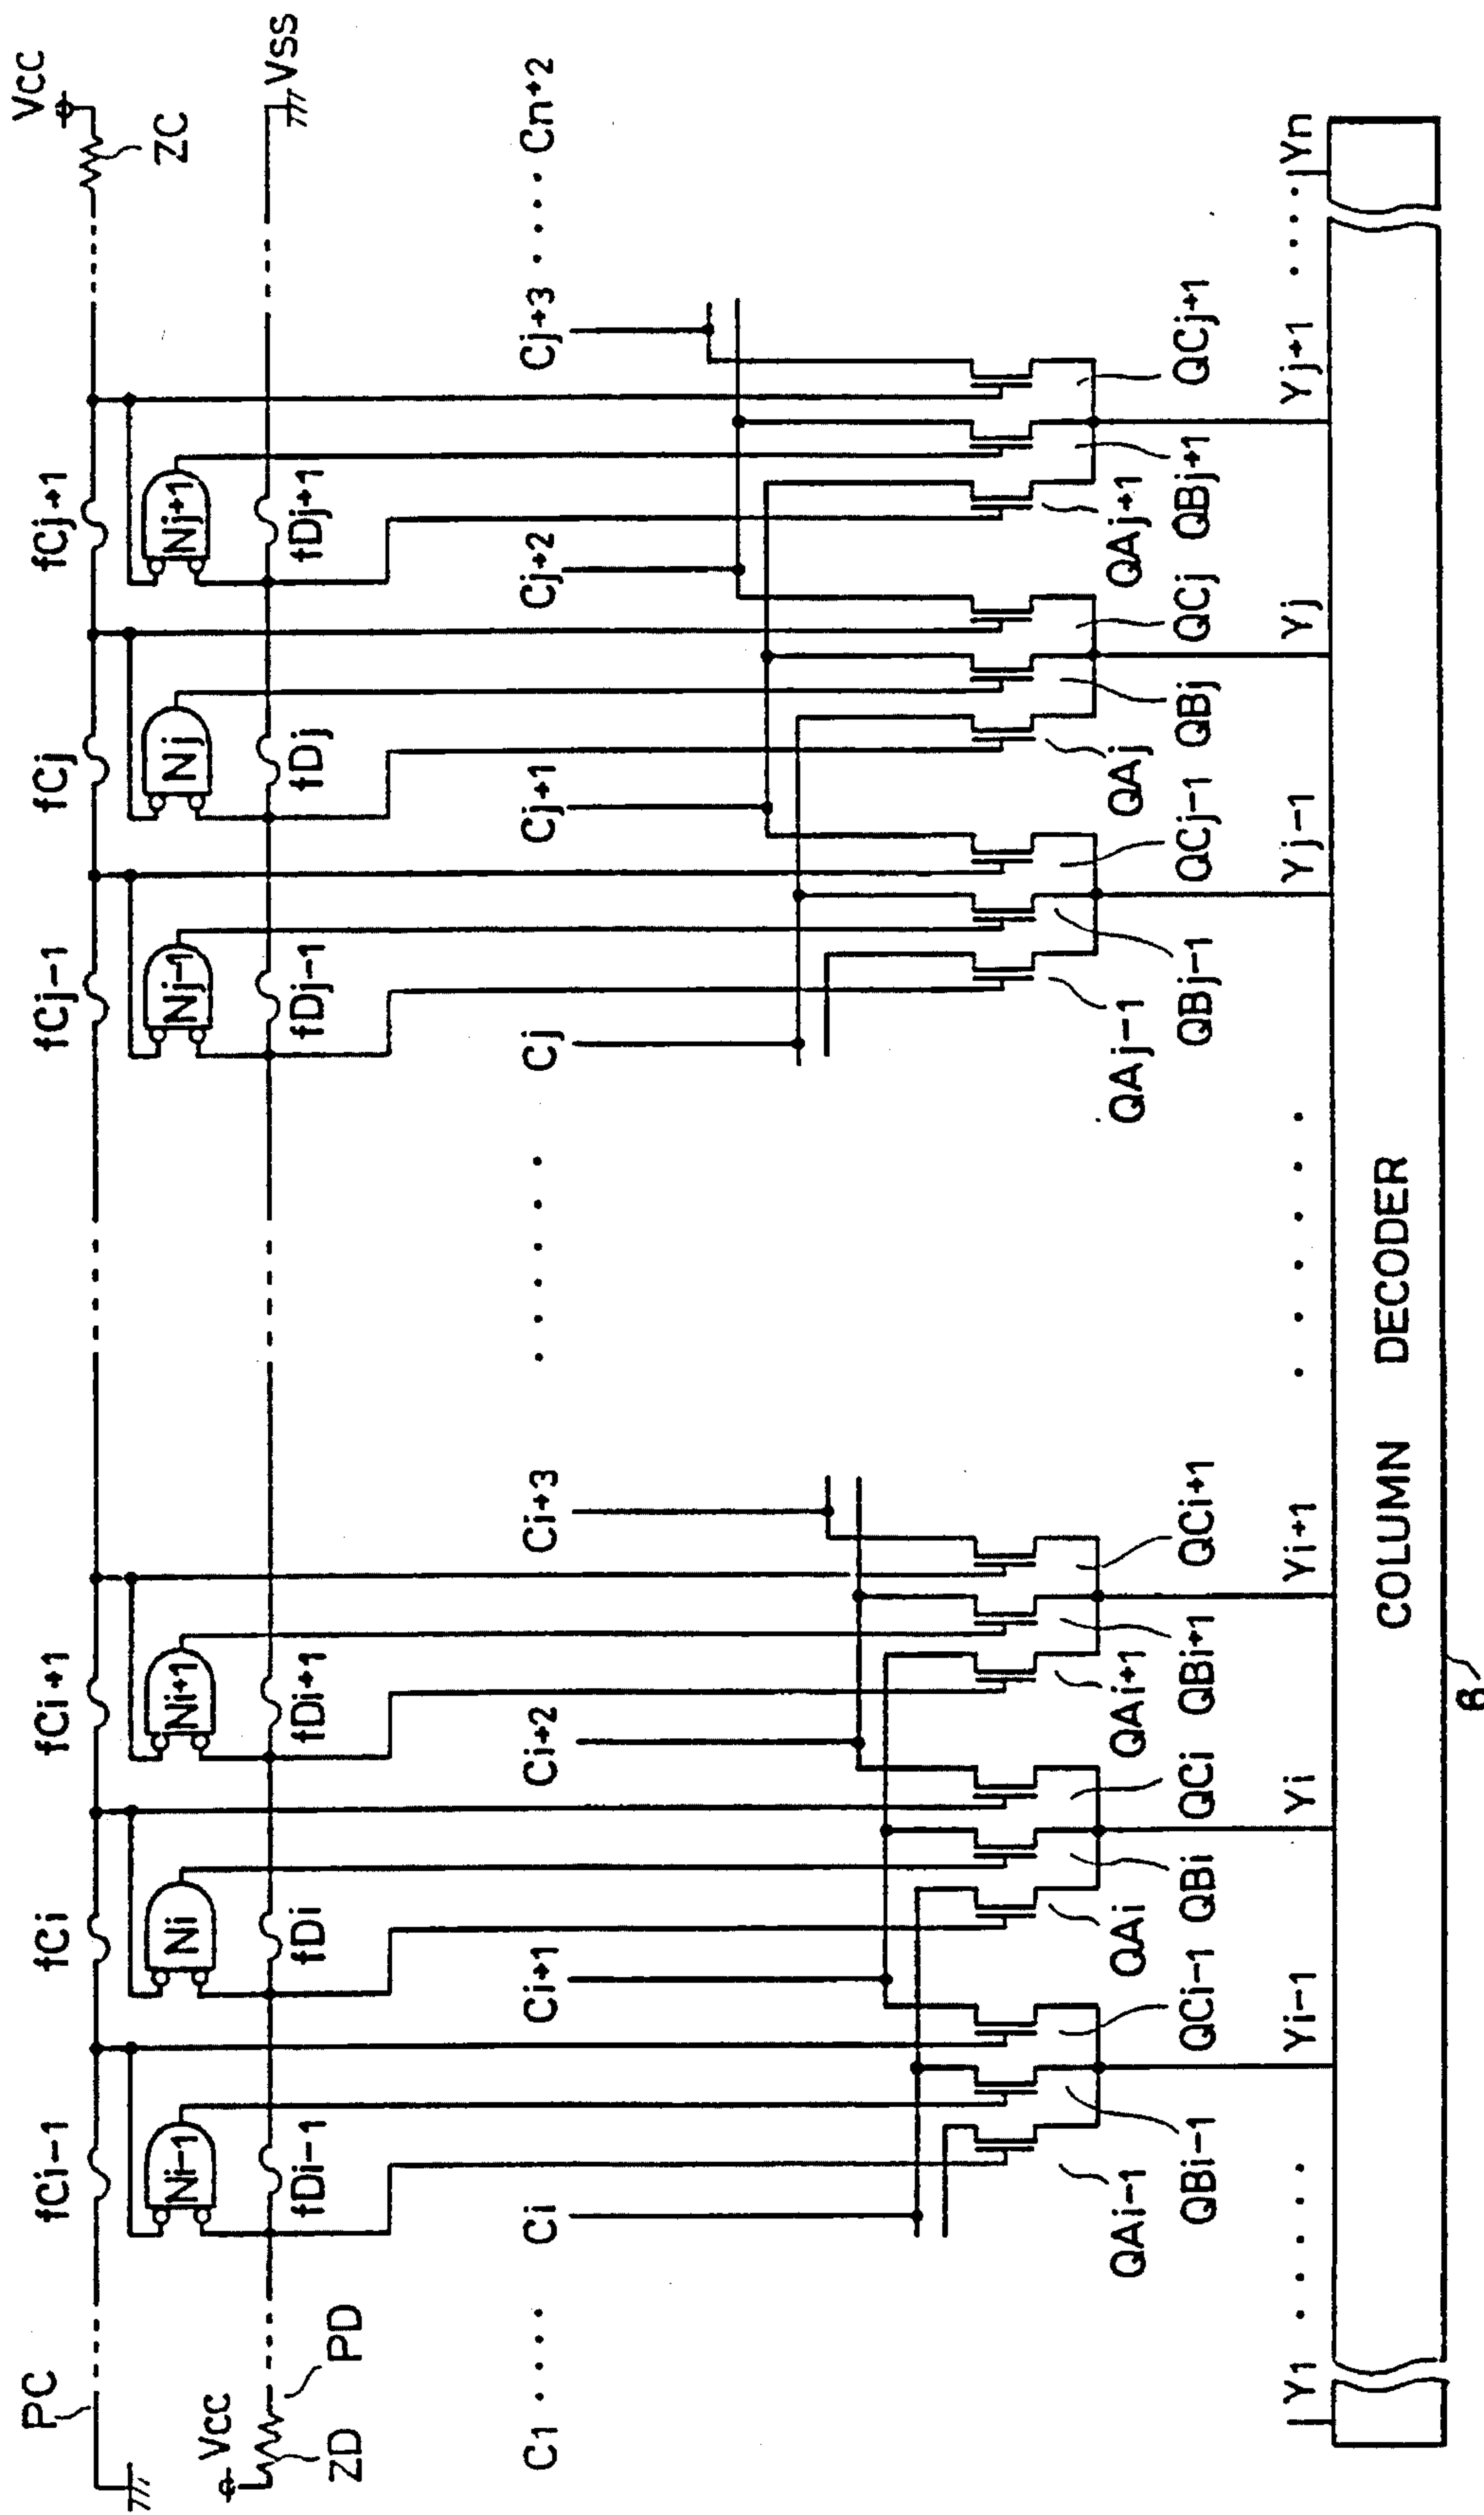 PC
fCi-1
fCi
fCi+1
fCj-1
fCj
fCj+1
Vcc
ZC
Ni-1
Ni
Ni+1
Nj-1
Nj
Nj+1
Vcc
ZD
PD
fDi-1
fDi
fDi+1
fDj-1
fDj
fDj+1
Vss
C1 . . . . Ci
Ci+1
Ci+2
Ci+3
. . . . . .
Cj
Cj+1
Cj+2
Cj+3 . . . . Cn+2
QAi-1
QBi-1
QCi-1
QAi
QBi
QCi
QAi+1
QBi+1
QCi+1
QAj-1
QBj-1
QCj-1
QAj
QBj
QCj
QAj+1
QBj+1
QCj+1
Y1 . . . . Yi-1
Yi
Yi+1
. . . . . .
Yj-1
Yj
Yj+1 . . . . Yn
COLUMN DECODER
8